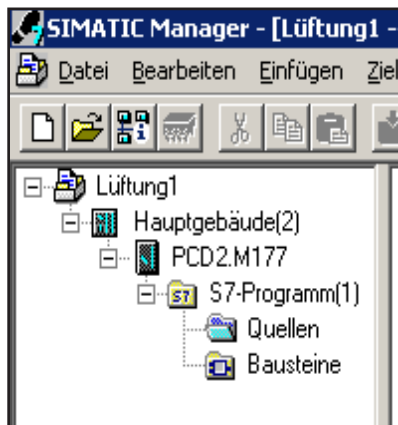 SIMATIC Manager - [Lüftung1 -
Datei Bearbeiten Einfügen Ziel
Lüftung1
Hauptgebäude(2)
PCD2.M177
S7-Programm(1)
Quellen
Bausteine